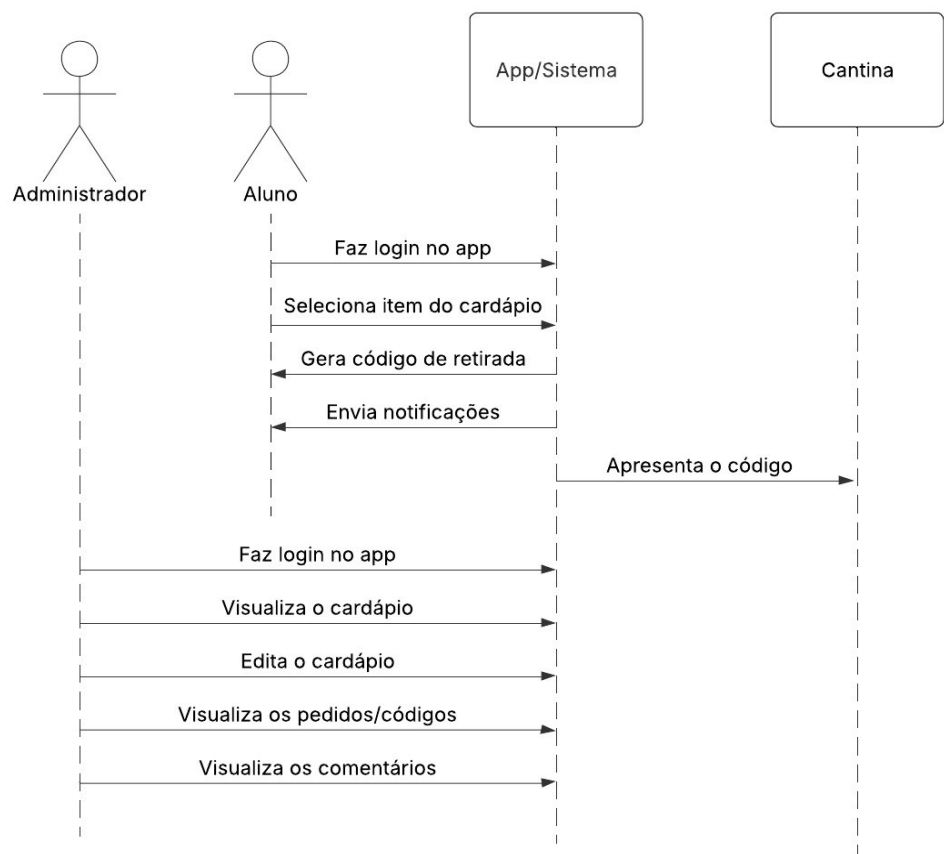 App/Sistema
Cantina
Administrador
Aluno
Faz login no app
Seleciona item do cardápio
Gera código de retirada
Envia notificações
Apresenta o código
Faz login no app
Visualiza o cardápio
Edita o cardápio
Visualiza os pedidos/códigos
Visualiza os comentários